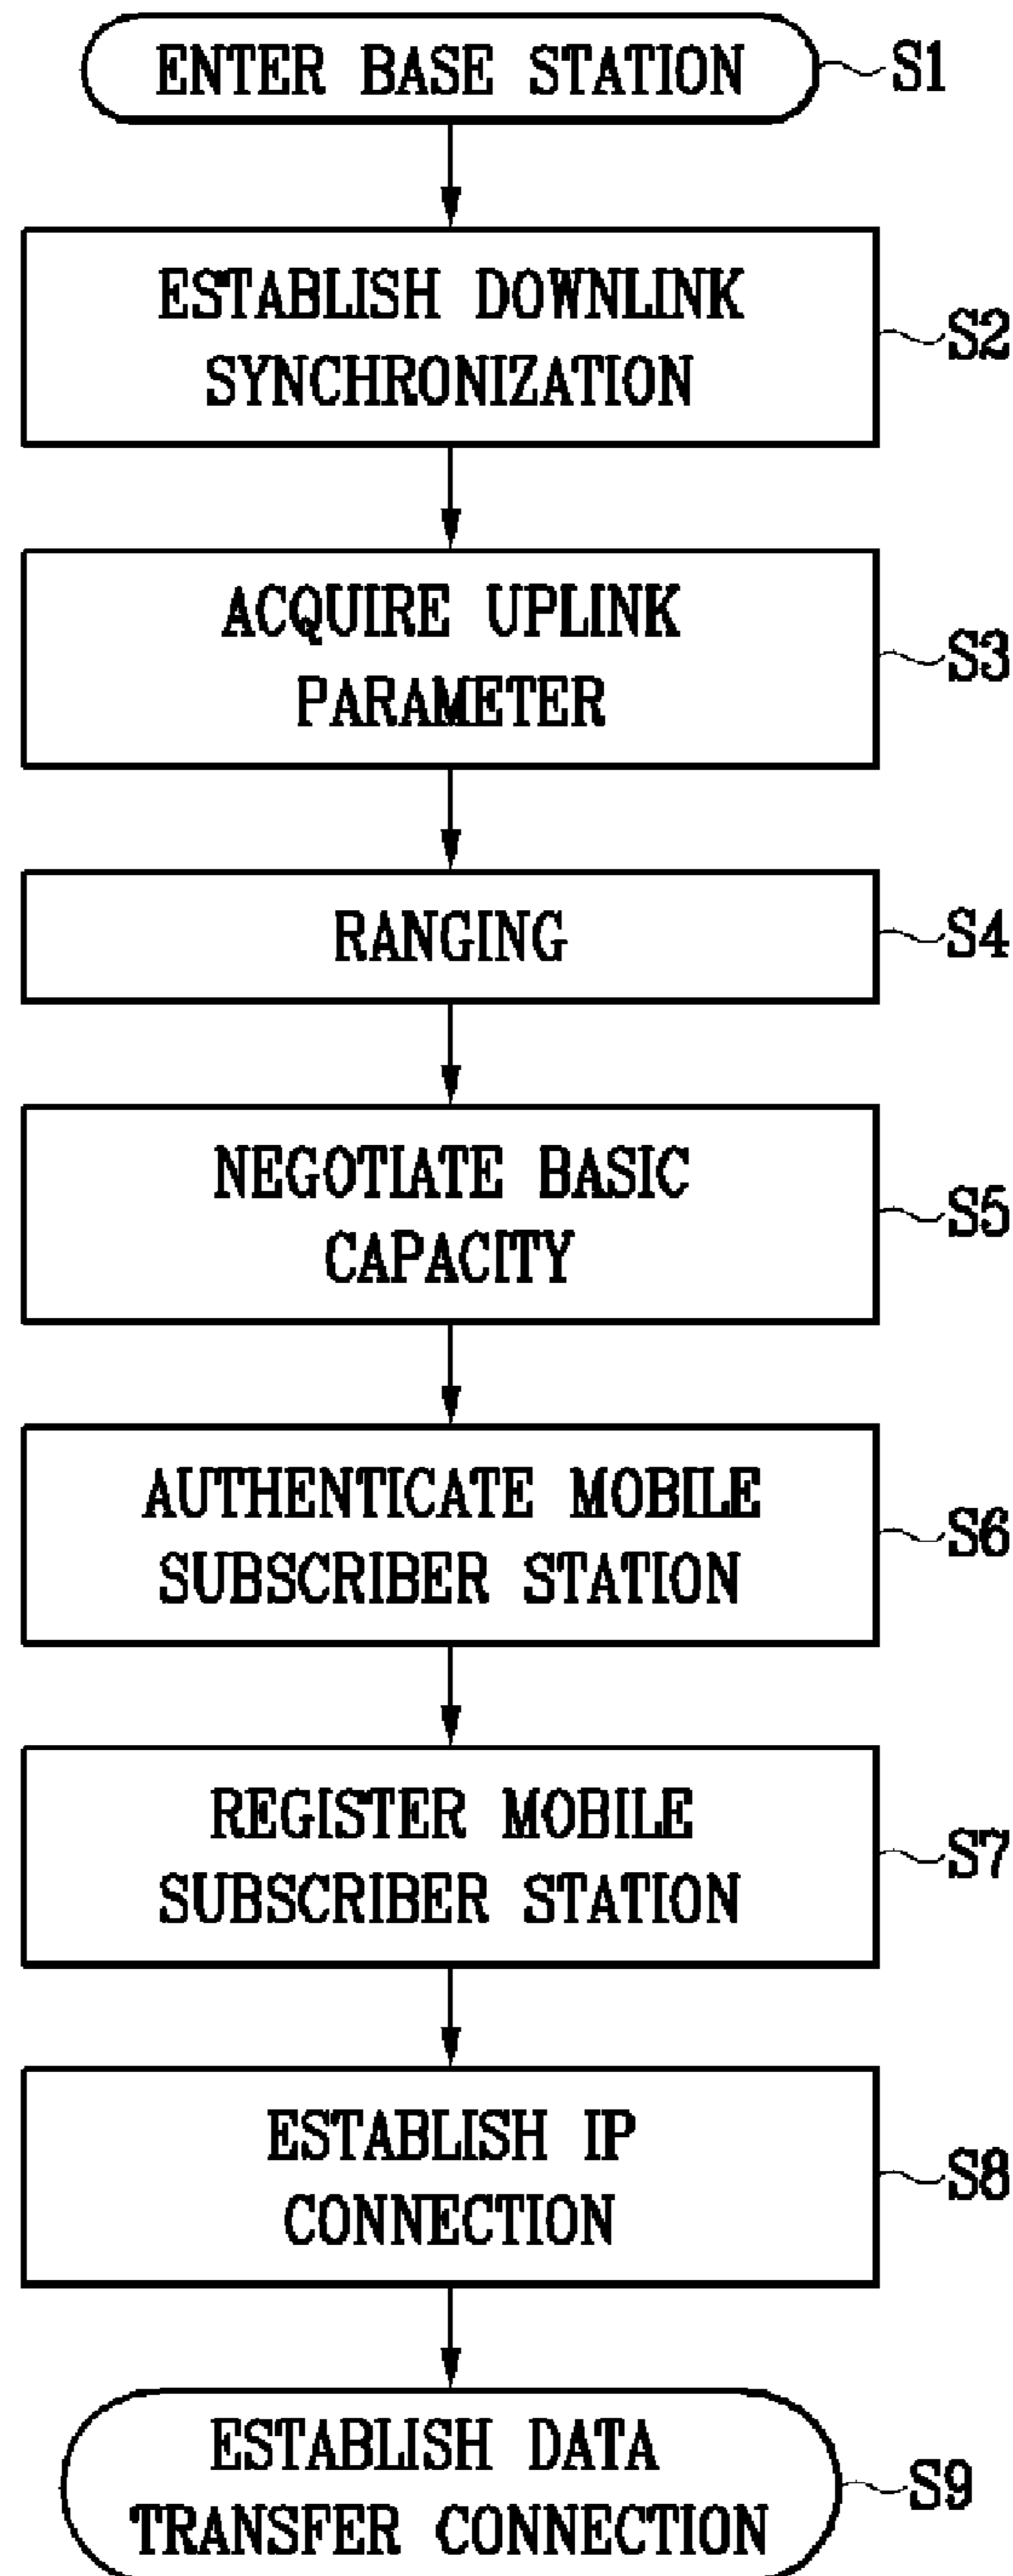 ENTER BASE STATION
S1
ESTABLISH DOWNLINK
SYNCHRONIZATION
S2
ACQUIRE UPLINK
PARAMETER
S3
RANGING
S4
NEGOTIATE BASIC
CAPACITY
S5
AUTHENTICATE MOBILE
SUBSCRIBER STATION
S6
REGISTER MOBILE
SUBSCRIBER STATION
S7
ESTABLISH IP
CONNECTION
S8
ESTABLISH DATA
TRANSFER CONNECTION
S9